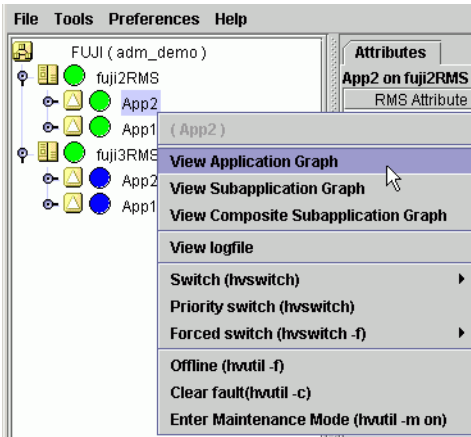 File Tools Preferences Help
FUJI ( adm_demo )
fuji2RMS
App2
App1
fuji3RMS
App2
App1
Attributes
App2 on fuji2RMS
RMS Attribute
( App2 )
View Application Graph
View Subapplication Graph
View Composite Subapplication Graph
View logfile
Switch (hvswitch)
Priority switch (hvswitch)
Forced switch (hvswitch -f)
Offline (hvutil -f)
Clear fault(hvutil -c)
Enter Maintenance Mode (hvutil -m on)